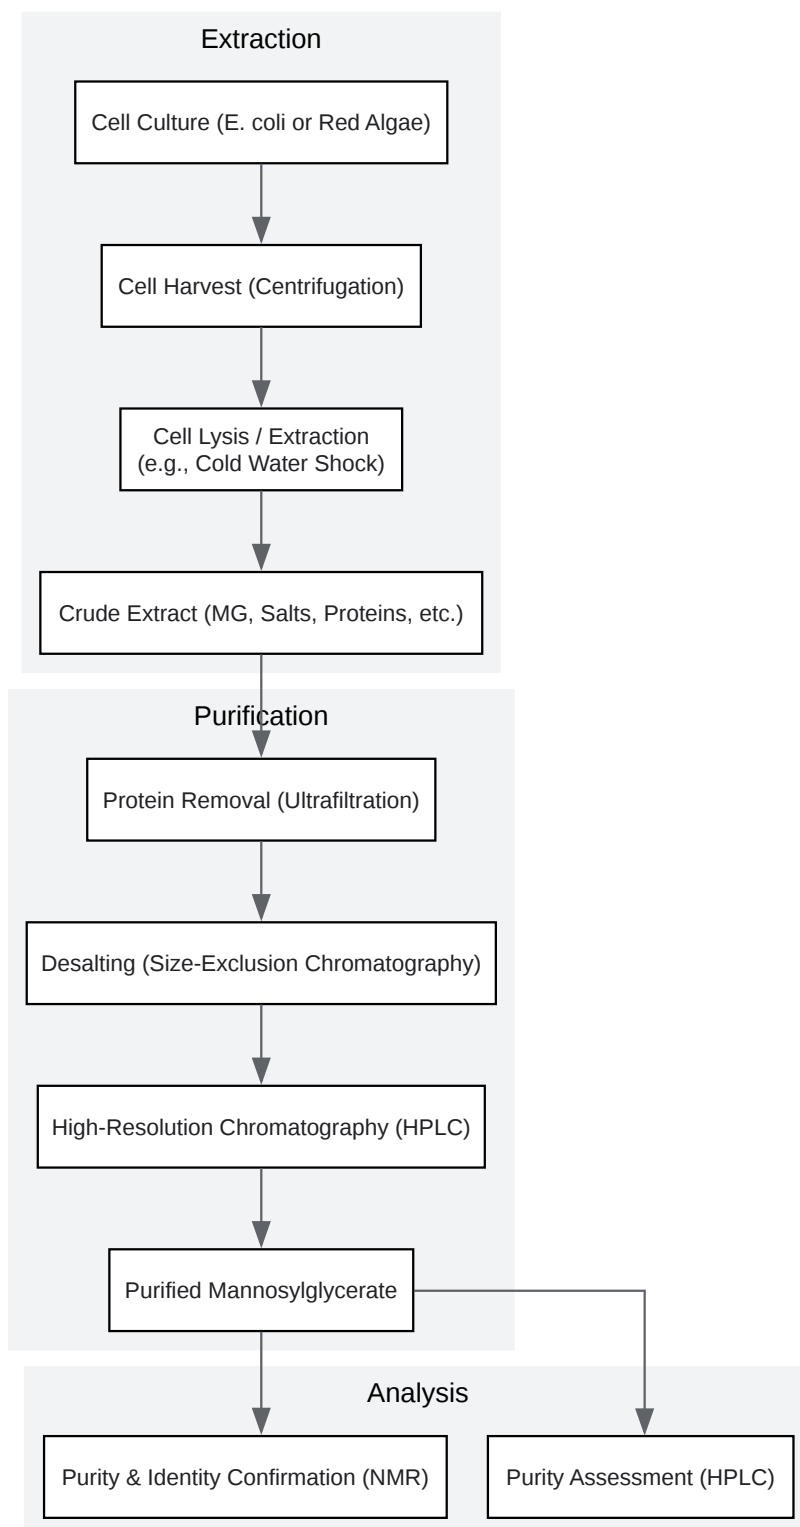 Extraction
Cell Culture (E. coli or Red Algae)
Cell Harvest (Centrifugation)
Cell Lysis / Extraction
(e.g., Cold Water Shock)
Crude Extract (MG, Salts, Proteins, etc.)
Purification
Protein Removal (Ultrafiltration)
Desalting (Size-Exclusion Chromatography)
High-Resolution Chromatography (HPLC)
Purified Mannosylglycerate
Analysis
Purity & Identity Confirmation (NMR)
Purity Assessment (HPLC)